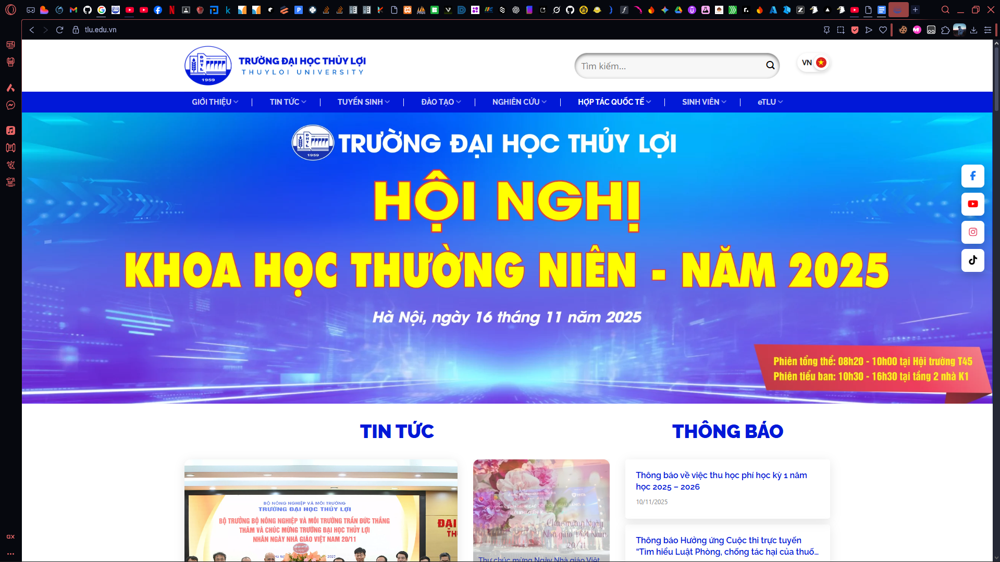 tlu.edu.vn
TRƯỜNG ĐẠI HỌC THỦY LỢI
THUYLOI UNIVERSITY
ĐHTL
1959
Tìm kiếm...
VN
GIỚI THIỆU
TIN TỨC
TUYỂN SINH
ĐÀO TẠO
NGHIÊN CỨU
HỢP TÁC QUỐC TẾ
SINH VIÊN
eTLU
1959
TRƯỜNG ĐẠI HỌC THỦY LỢI
HỘI NGHỊ
KHOA HỌC THƯỜNG NIÊN - NĂM 2025
Hà Nội, ngày 16 tháng 11 năm 2025
Phiên tổng thể: 08h20 - 10h00 tại Hội trường T45
Phiên tiểu ban: 10h30 - 16h30 tại tầng 2 nhà K1
TIN TỨC
THÔNG BÁO
BỘ NÔNG NGHIỆP VÀ MÔI TRƯỜNG
TRƯỜNG ĐẠI HỌC THỦY LỢI
BỘ TRƯỞNG BỘ NÔNG NGHIỆP VÀ MÔI TRƯỜNG TRẦN ĐỨC THẮNG
THĂM VÀ CHÚC MỪNG TRƯỜNG ĐẠI HỌC THỦY LỢI
NHÂN NGÀY NHÀ GIÁO VIỆT NAM 20/11
ĐẠI
Chúc mừng Ngày
Nhà giáo Việt Nam
20/11
Thư chúc mừng Ngày Nhà giáo Việt
Thông báo về việc thu học phí học kỳ 1 năm
học 2025 – 2026
10/11/2025
Thông báo Hưởng ứng Cuộc thi trực tuyến
“Tìm hiểu Luật Phòng, chống tác hại của thuố...
GX